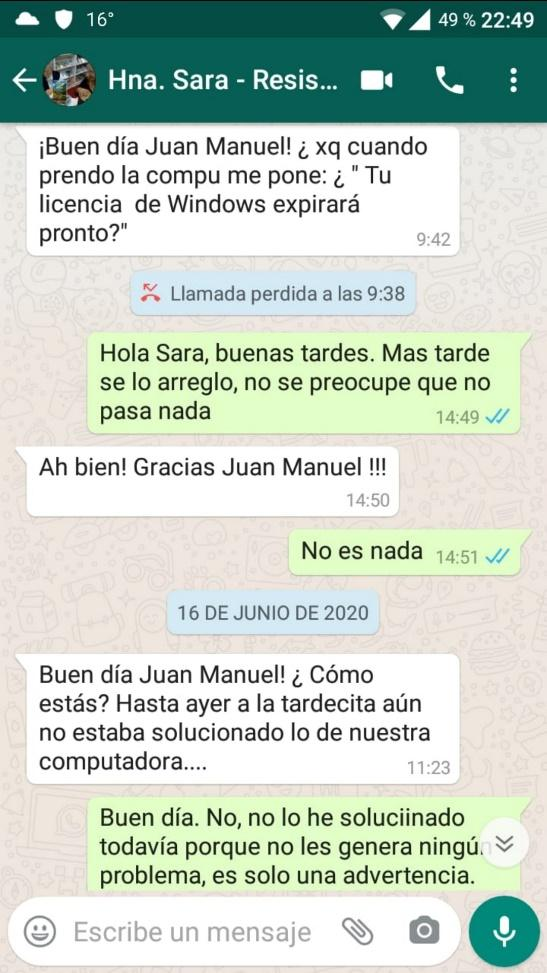 16° 49 % 22:49
Hna. Sara - Resis...
¡Buen día Juan Manuel! ¿ xq cuando
prendo la compu me pone: ¿ " Tu
licencia de Windows expirará
pronto?"
9:42
Llamada perdida a las 9:38
Hola Sara, buenas tardes. Mas tarde
se lo arreglo, no se preocupe que no
pasa nada
14:49
Ah bien! Gracias Juan Manuel !!!
14:50
No es nada 14:51
16 DE JUNIO DE 2020
Buen día Juan Manuel! ¿ Cómo
estás? Hasta ayer a la tardecita aún
no estaba solucionado lo de nuestra
computadora....
11:23
Buen día. No, no lo he soluciinado
todavía porque no les genera ningún
problema, es solo una advertencia.
Escribe un mensaje